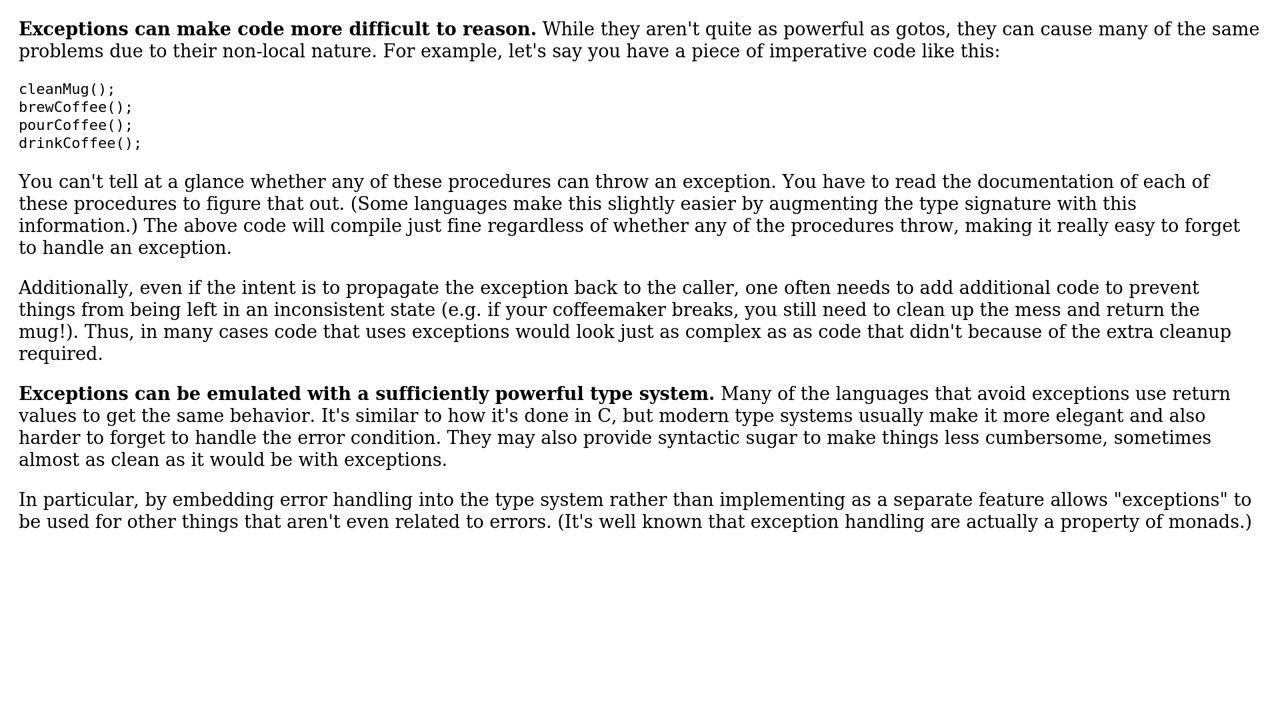 Exceptions can make code more difficult to reason. While they aren't quite as powerful as gotos, they can cause many of the same
problems due to their non-local nature. For example, let's say you have a piece of imperative code like this:
cleanMug();
brewCoffee();
pourCoffee();
drinkCoffee();
You can't tell at a glance whether any of these procedures can throw an exception. You have to read the documentation of each of
these procedures to figure that out. (Some languages make this slightly easier by augmenting the type signature with this
information.) The above code will compile just fine regardless of whether any of the procedures throw, making it really easy to forget
to handle an exception.
Additionally, even if the intent is to propagate the exception back to the caller, one often needs to add additional code to prevent
things from being left in an inconsistent state (e.g. if your coffeemaker breaks, you still need to clean up the mess and return the
mug!). Thus, in many cases code that uses exceptions would look just as complex as as code that didn't because of the extra cleanup
required.
Exceptions can be emulated with a sufficiently powerful type system. Many of the languages that avoid exceptions use return
values to get the same behavior. It's similar to how it's done in C, but modern type systems usually make it more elegant and also
harder to forget to handle the error condition. They may also provide syntactic sugar to make things less cumbersome, sometimes
almost as clean as it would be with exceptions.
In particular, by embedding error handling into the type system rather than implementing as a separate feature allows "exceptions" to
be used for other things that aren't even related to errors. (It's well known that exception handling are actually a property of monads.)